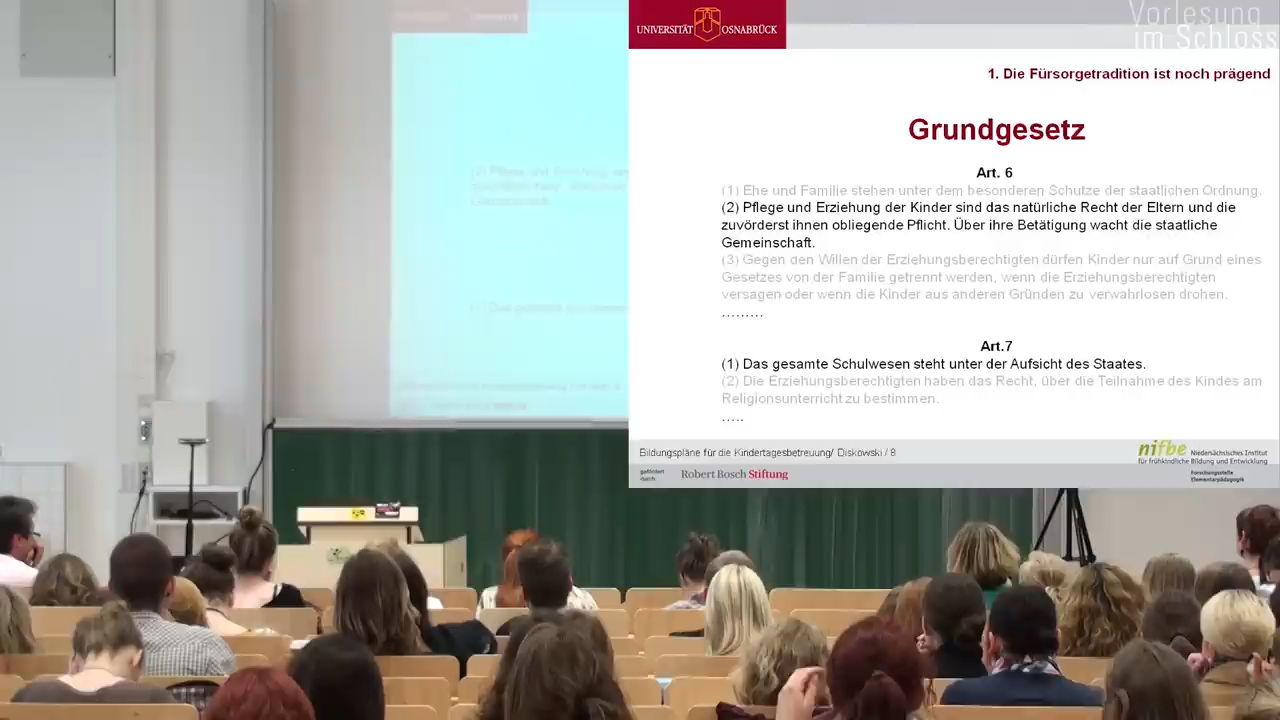 UNIVERSITÄT OSNABRÜCK
Vorlesung
im Schloss
1. Die Fürsorgetradition ist noch prägend
Grundgesetz
Art. 6
(1) Ehe und Familie stehen unter dem besonderen Schutze der staatlichen Ordnung.
(2) Pflege und Erziehung der Kinder sind das natürliche Recht der Eltern und die
zuvörderst ihnen obliegende Pflicht. Über ihre Betätigung wacht die staatliche
Gemeinschaft.
(3) Gegen den Willen der Erziehungsberechtigten dürfen Kinder nur auf Grund eines
Gesetzes von der Familie getrennt werden, wenn die Erziehungsberechtigten
versagen oder wenn die Kinder aus anderen Gründen zu verwahrlosen drohen.
.........
Art.7
(1) Das gesamte Schulwesen steht unter der Aufsicht des Staates.
(2) Die Erziehungsberechtigten haben das Recht, über die Teilnahme des Kindes am
Religionsunterricht zu bestimmen.
.....
Bildungspläne für die Kindertagesbetreuung/ Diskowski / 8
nifbe Niedersächsisches Institut
für frühkindliche Bildung und Entwicklung
gefördert
durch:
Robert Bosch Stiftung
Forschungsstelle
Elementarpädagogik